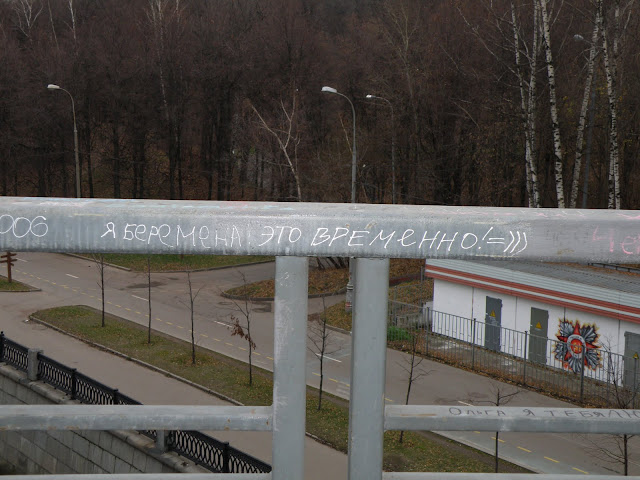 006 Я БЕРЕМЕНА ЭТО ВРЕМЕННО!=)))
ОЛЬГА Я ТЕБЯ